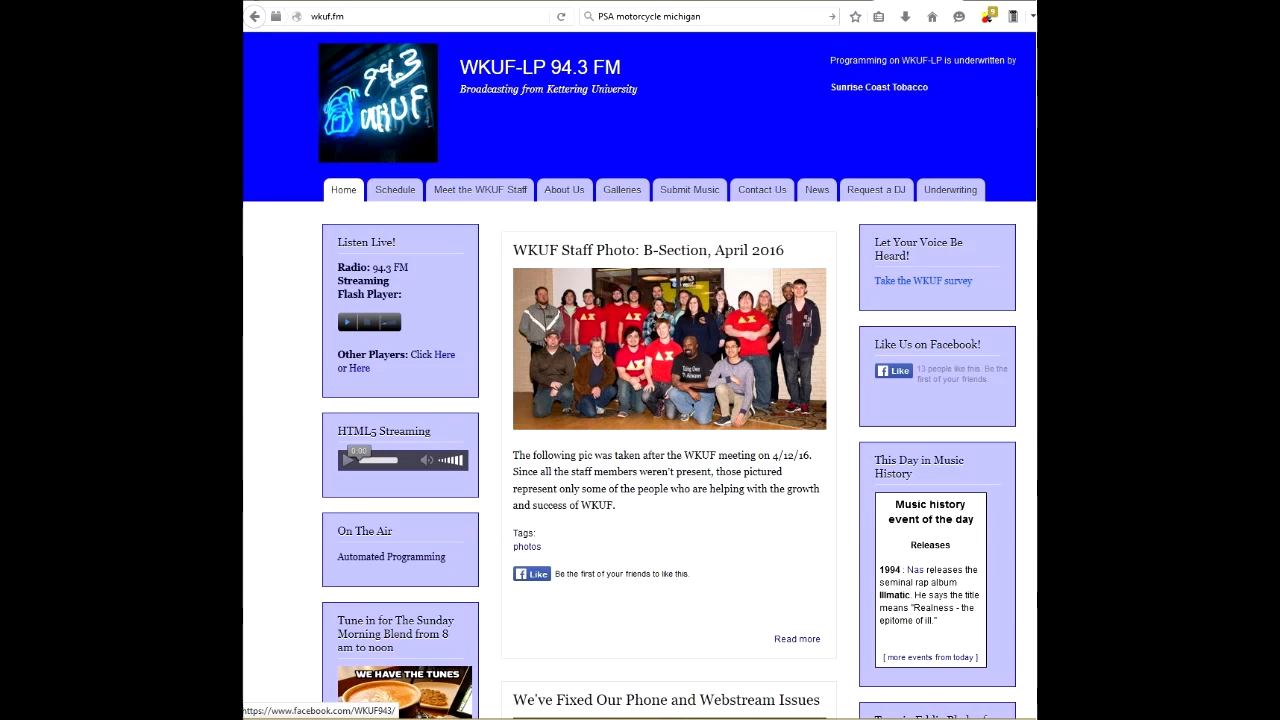 wkuf.fm
PSA motorcycle michigan
9
94.3
WKUF
WKUF-LP 94.3 FM
Broadcasting from Kettering University
Programming on WKUF-LP is underwritten by
Sunrise Coast Tobacco
Home
Schedule
Meet the WKUF Staff
About Us
Galleries
Submit Music
Contact Us
News
Request a DJ
Underwriting
Listen Live!
Radio: 94.3 FM
Streaming
Flash Player:
Other Players: Click Here
or Here
HTML5 Streaming
0:00
On The Air
Automated Programming
Tune in for The Sunday
Morning Blend from 8
am to noon
WE HAVE THE TUNES
https://www.facebook.com/WKUF943/
WKUF Staff Photo: B-Section, April 2016
The following pic was taken after the WKUF meeting on 4/12/16.
Since all the staff members weren't present, those pictured
represent only some of the people who are helping with the growth
and success of WKUF.
Tags:
photos
Like
Be the first of your friends to like this.
Read more
We've Fixed Our Phone and Webstream Issues
Let Your Voice Be
Heard!
Take the WKUF survey
Like Us on Facebook!
Like
13 people like this. Be the
first of your friends.
This Day in Music
History
Music history
event of the day
Releases
1994 : Nas releases the
seminal rap album
Illmatic. He says the title
means "Realness - the
epitome of ill."
[ more events from today ]